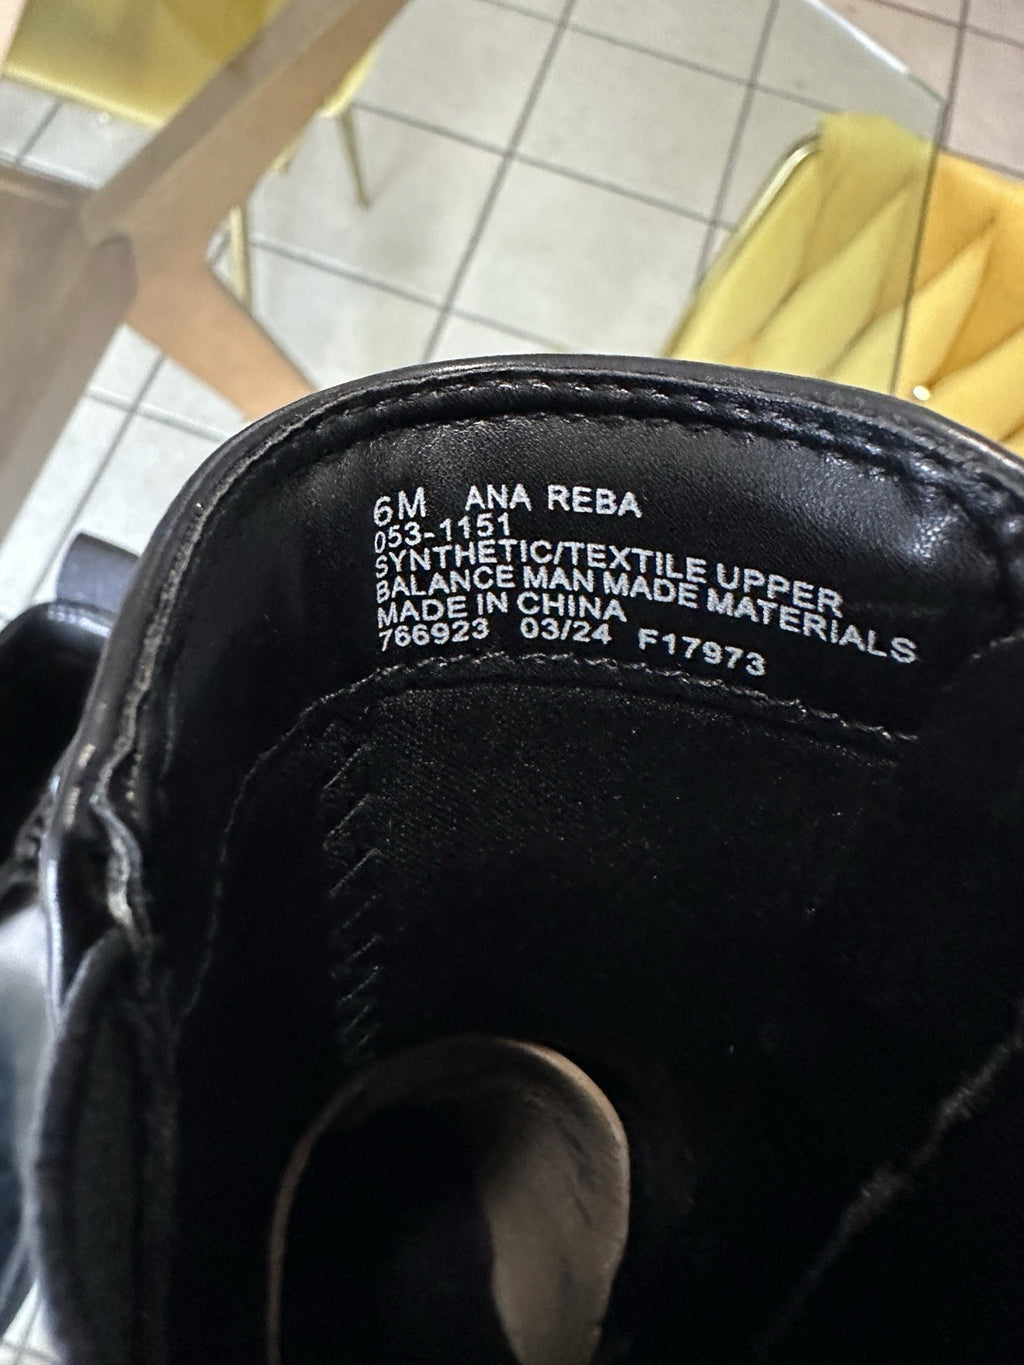 6M ANA REBA
053-1151
SYNTHETIC/TEXTILE UPPER
BALANCE MAN MADE MATERIALS
MADE IN CHINA
766923 03/24 F17973